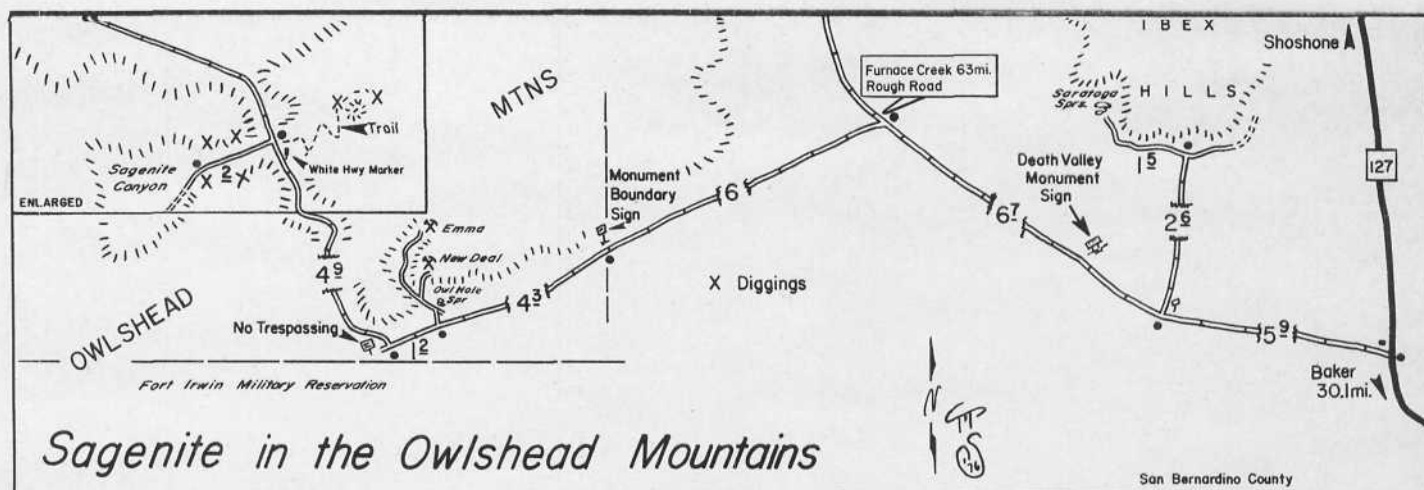 IBEX
Shoshone
MTNS
Furnace Creek 63mi.
Rough Road
Saratoga
Sprs.
HILLS
X X
Trail
X X
Sagenite
Canyon
X 2 X
White Hwy Marker
ENLARGED
Monument
Boundary
Sign
6
Death Valley
Monument
Sign
1 5
127
2 6
6 7
X Emma
X New Deal
Owl Hole
Spr
4 9
X Diggings
OWLSHEAD
4 3
No Trespassing
1 2
5 9
Fort Irwin Military Reservation
Baker
30.1mi.
N
'76
Sagenite in the Owlshead Mountains
San Bernardino County